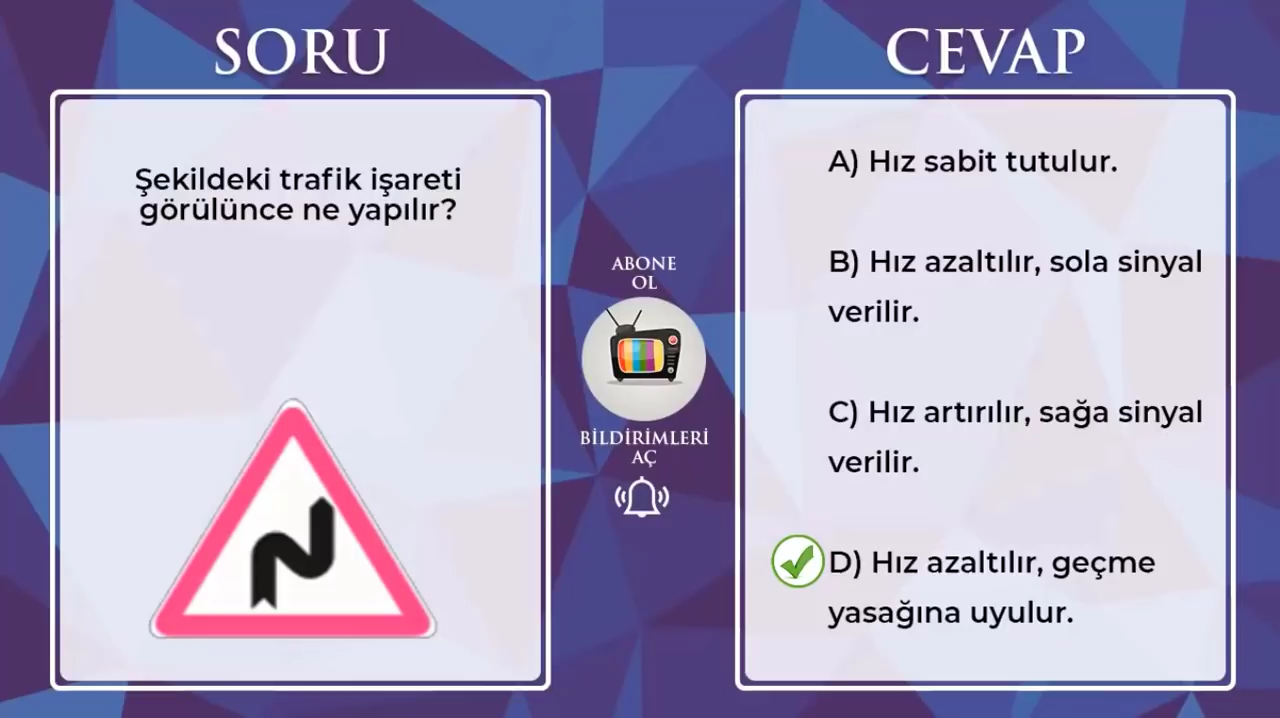 SORU
Şekildeki trafik işareti
görülünce ne yapılır?
ABONE
OL
BİLDİRİMLERİ
AÇ
CEVAP
A) Hız sabit tutulur.
B) Hız azaltılır, sola sinyal
verilir.
C) Hız artırılır, sağa sinyal
verilir.
D) Hız azaltılır, geçme
yasağına uyulur.